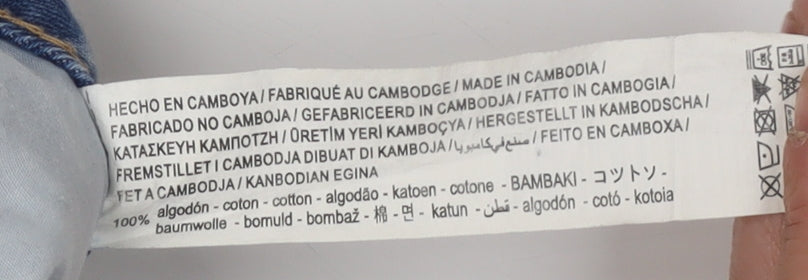 HECHO EN CAMBOYA / FABRIQUÉ AU CAMBODGE / MADE IN CAMBODIA /
FABRICADO NO CAMBOJA / GEFABRICEERD IN CAMBODJA / FATTO IN CAMBOGIA /
ΚΑΤΑΣΚΕΥΗ ΚΑΜΠΟΤΖΗ / ÜRETİM YERİ KAMBOÇYA / HERGESTELLT IN KAMBODSCHA /
FREMSTILLET I CAMBODJA DIBUAT DI KAMBOJA / صنع في كامبوديا / FEITO EN CAMBOXA /
FET A CAMBODJA / KANBODIAN EGINA
100% algodón - coton - cotton - algodão - katoen - cotone - ΒΑΜΒΑΚΙ - コツトソ -
baumwolle - bomuld - bombaž - 棉 - 면 - katun - قطن - algodón - cotó - kotoia